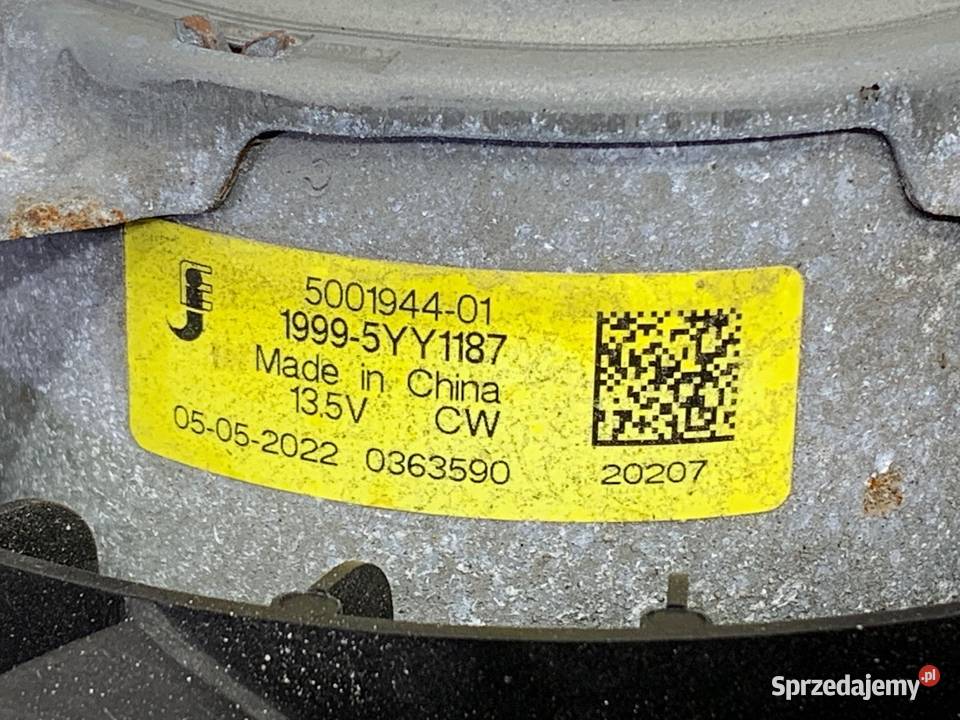 5001944-01
1999-5YY1187
Made in China
13.5V CW
05-05-2022 0363590
20207
Sprzedajemy.pl